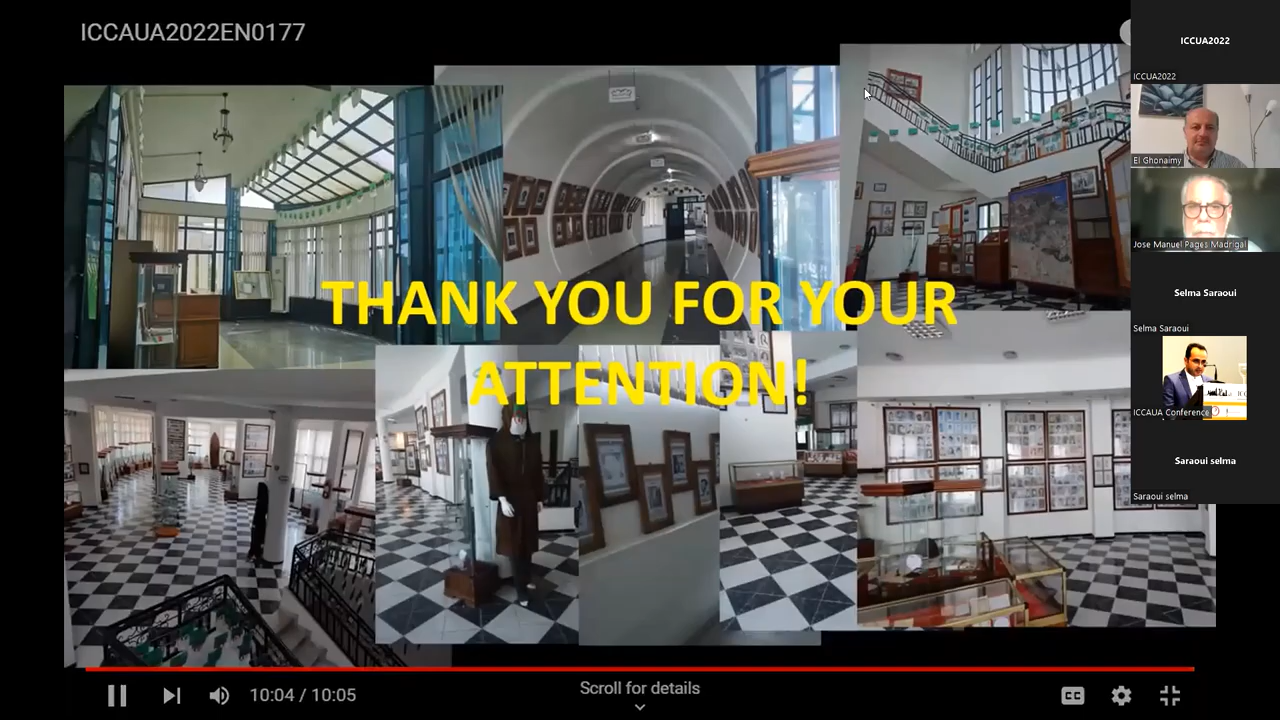 ICCAUA2022EN0177
THANK YOU FOR YOUR
ATTENTION!
10:04 / 10:05
Scroll for details
CC
ICCUA2022
ICCUA2022
El Ghonaimy
Jose Manuel Pages Madrigal
Selma Saraoui
Selma Saraoui
ICCAUA Conference
Saraoui selma
Saraoui selma